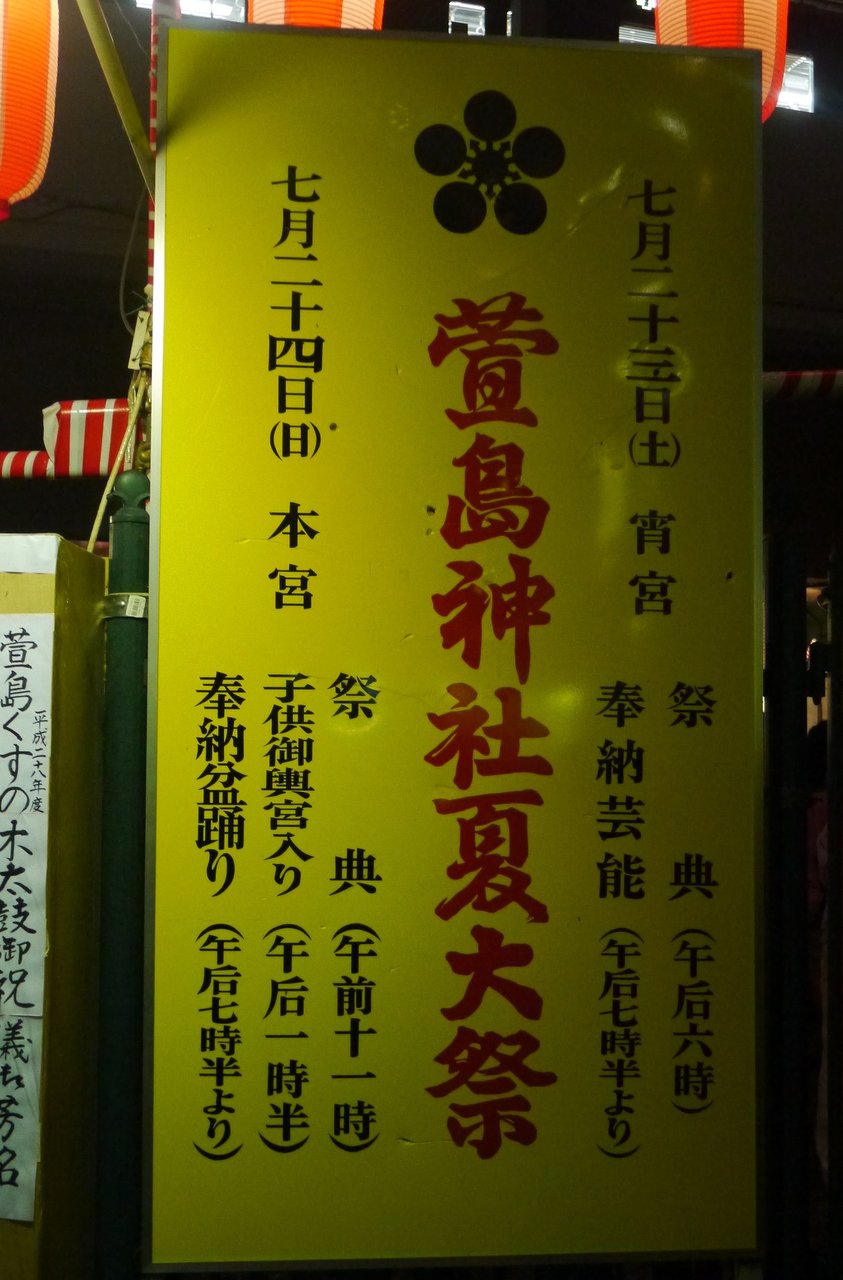 七月二十三日(土) 宵宮
祭典(午后六時)
奉納芸能(午后七時半より)
萱島神社夏大祭
七月二十四日(日) 本宮
祭典(午前十一時)
子供御輿宮入り(午后一時半)
奉納盆踊り(午后七時半より)
平成二八年度
萱島くすの木太鼓御祝
芳名